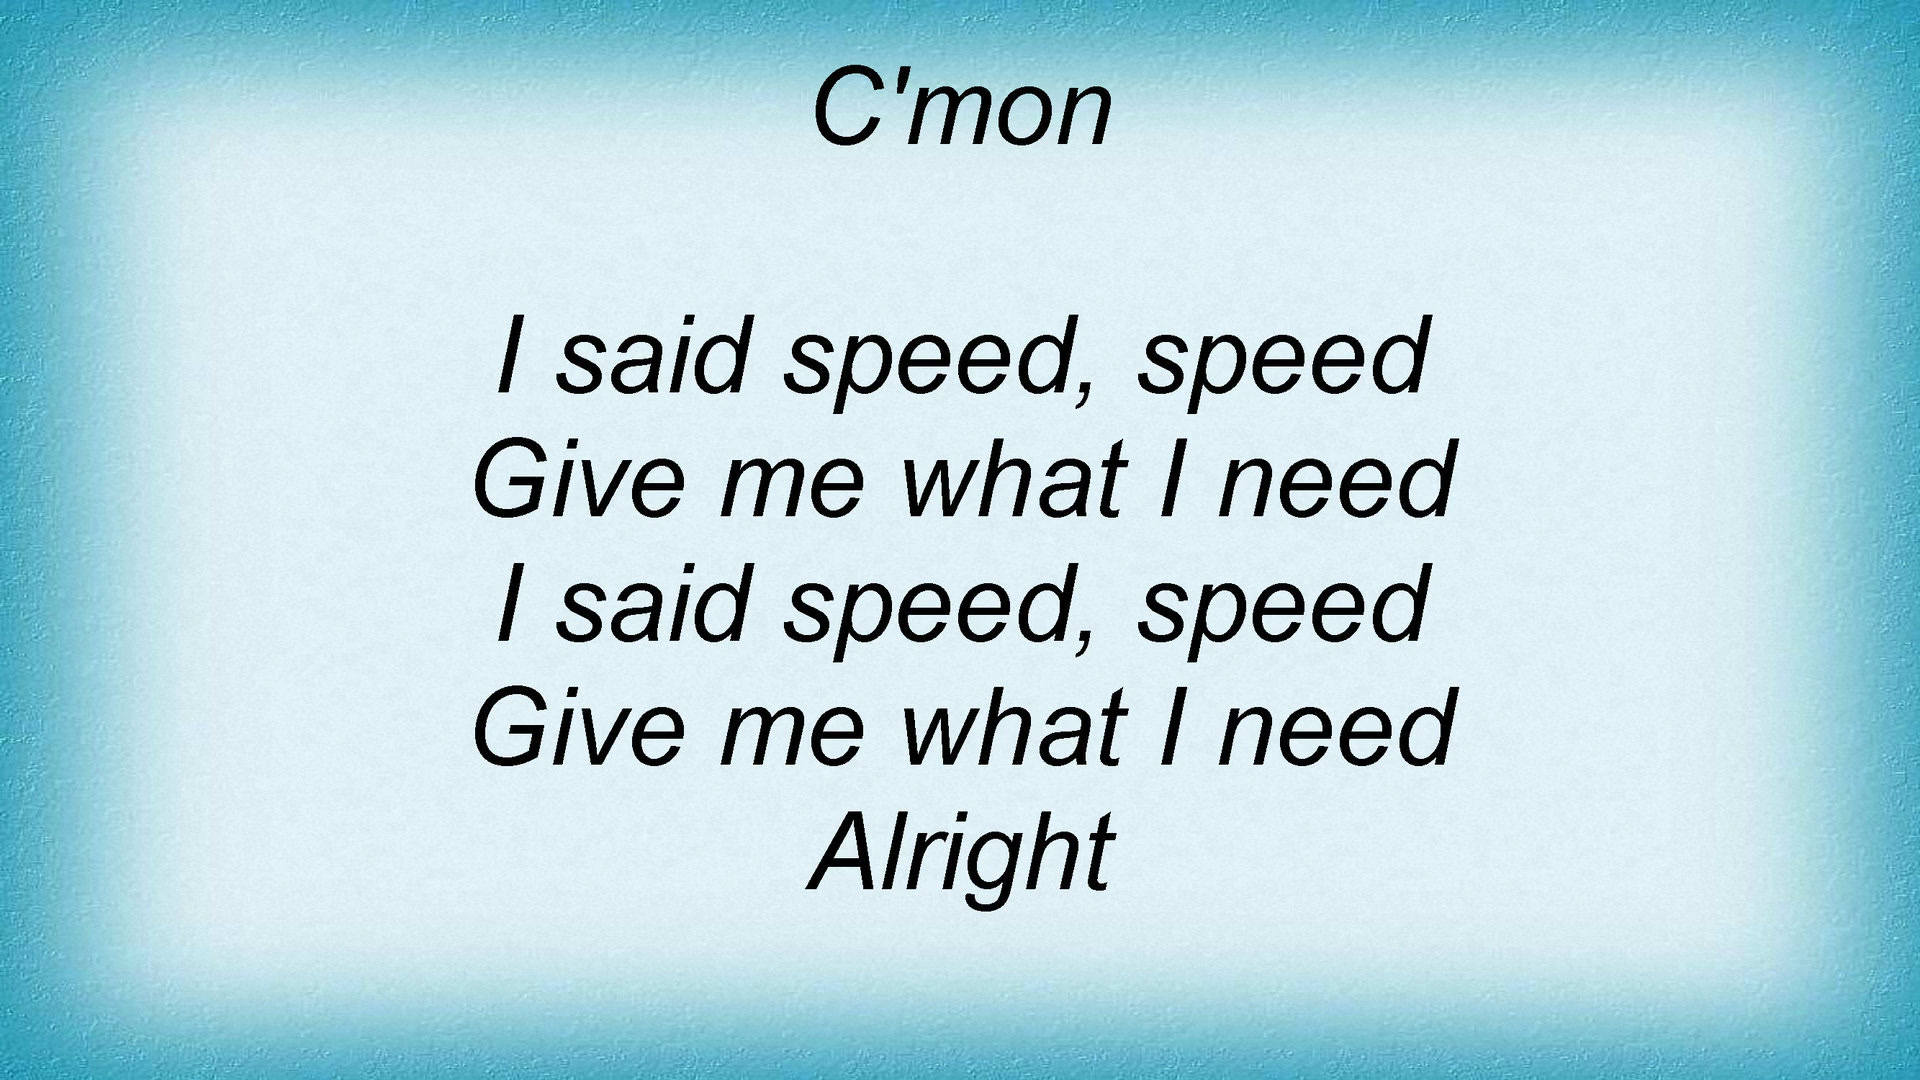 C'mon
I said speed, speed
Give me what I need
I said speed, speed
Give me what I need
Alright